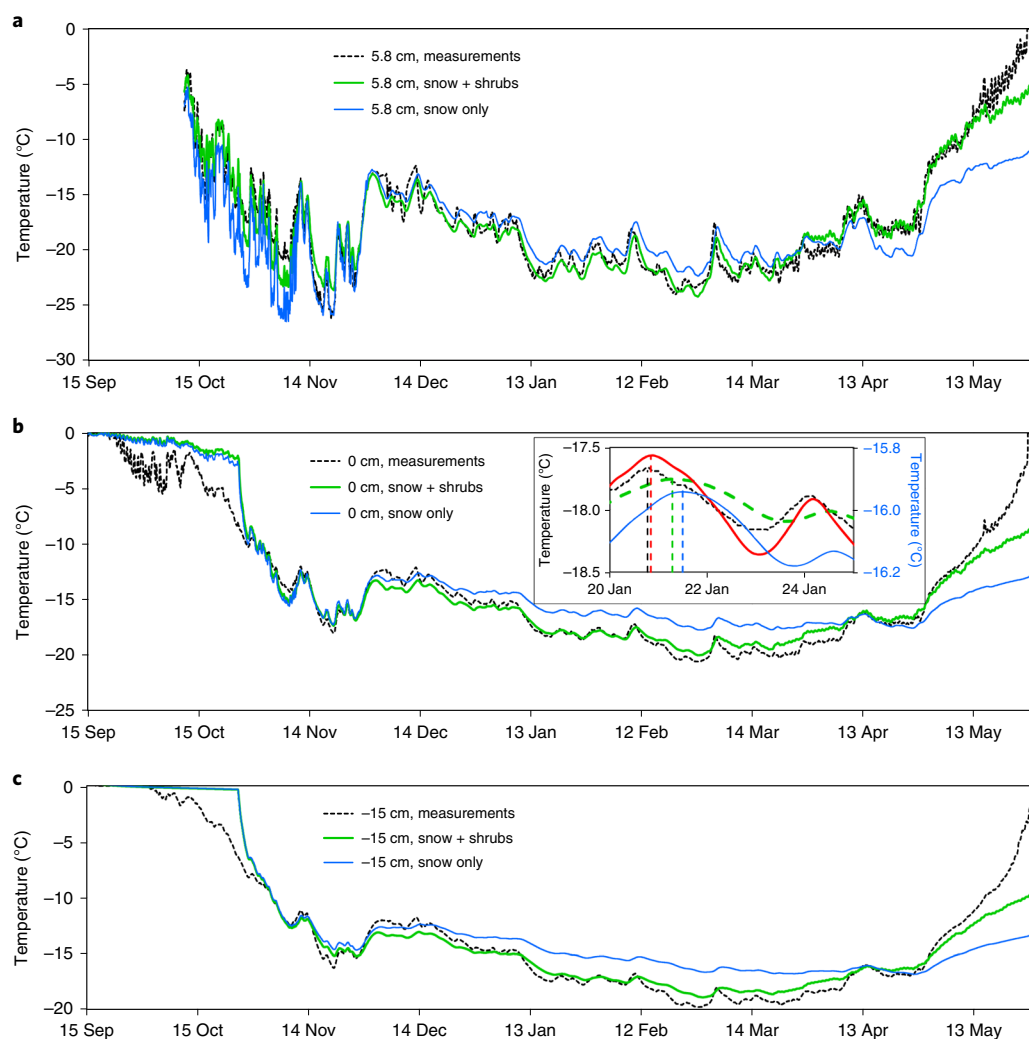 a
Temperature (°C)
0
–5
–10
–15
–20
–25
–30
5.8 cm, measurements
5.8 cm, snow + shrubs
5.8 cm, snow only
15 Sep 15 Oct 14 Nov 14 Dec 13 Jan 12 Feb 14 Mar 13 Apr 13 May
b
Temperature (°C)
0
–5
–10
–15
–20
–25
0 cm, measurements
0 cm, snow + shrubs
0 cm, snow only
Temperature (°C)
–17.5
–18.0
–18.5
20 Jan 22 Jan 24 Jan
–15.8
–16.0
–16.2
Temperature (°C)
15 Sep 15 Oct 14 Nov 14 Dec 13 Jan 12 Feb 14 Mar 13 Apr 13 May
c
Temperature (°C)
0
–5
–10
–15
–20
–15 cm, measurements
–15 cm, snow + shrubs
–15 cm, snow only
15 Sep 15 Oct 14 Nov 14 Dec 13 Jan 12 Feb 14 Mar 13 Apr 13 May